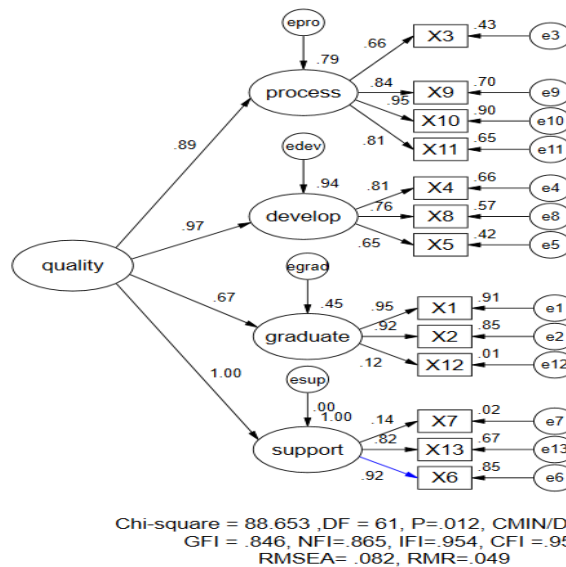 epro
.79
process
.66
X3
.43
e3
.84
X9
.70
e9
.95
X10
.90
e10
.81
X11
.65
e11
.89
edev
.94
develop
.81
X4
.66
e4
.76
X8
.57
e8
.65
X5
.42
e5
.97
quality
egrad
.45
graduate
.95
X1
.91
e1
.92
X2
.85
e2
.12
X12
.01
e12
.67
1.00
esup
.00
1.00
support
.14
X7
.02
e7
.82
X13
.67
e13
.92
X6
.85
e6
Chi-square = 88.653 ,DF = 61, P=.012, CMIN/D
GFI = .846, NFI=.865, IFI=.954, CFI =.95
RMSEA= .082, RMR=.049